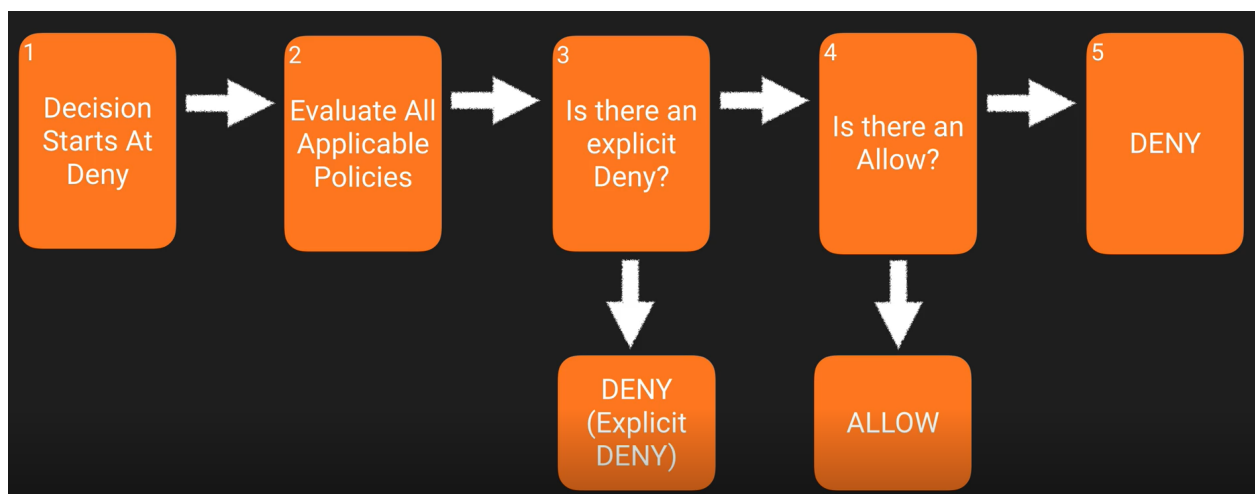 1
Decision
Starts At
Deny
2
Evaluate All
Applicable
Policies
3
Is there an
explicit
Deny?
4
Is there an
Allow?
5
DENY
DENY
(Explicit
DENY)
ALLOW